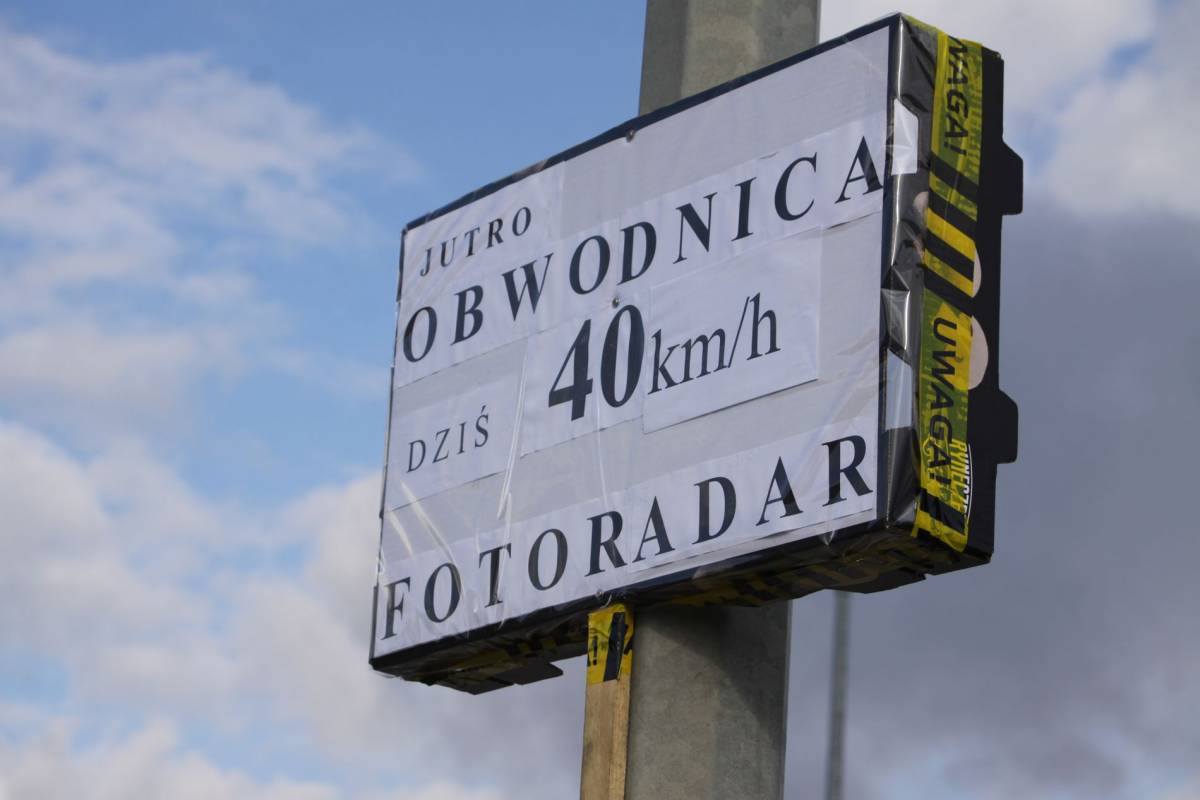 JUTRO
OBWODNICA
40 km/h
DZIŚ
FOTORADAR
UWAGA!
UWAGA!